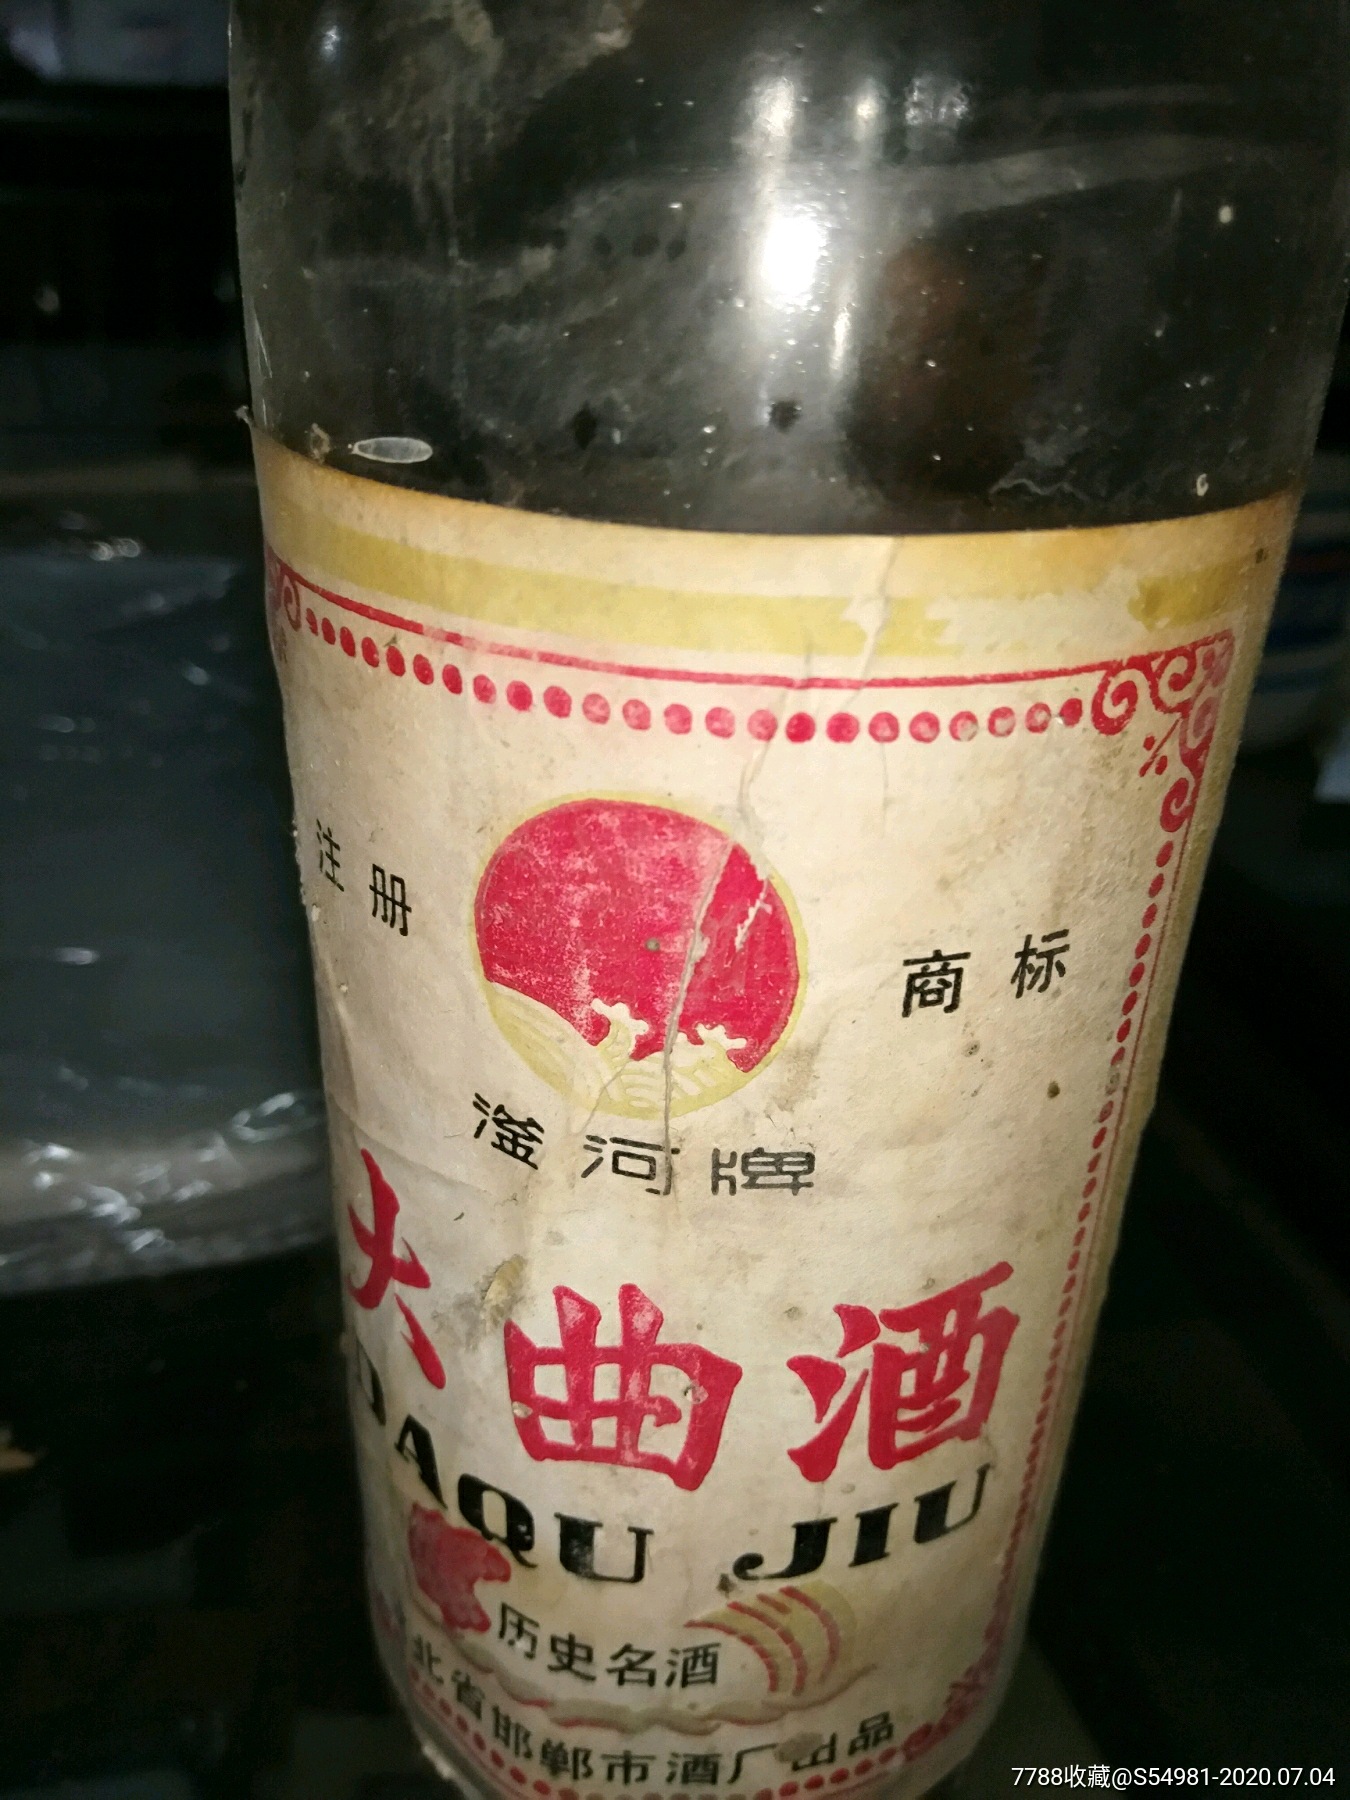 注册 商标
滏河牌
大曲酒
DAQU JIU
历史名酒
北省邯郸市酒厂出品
7788收藏@S54981-2020.07.04